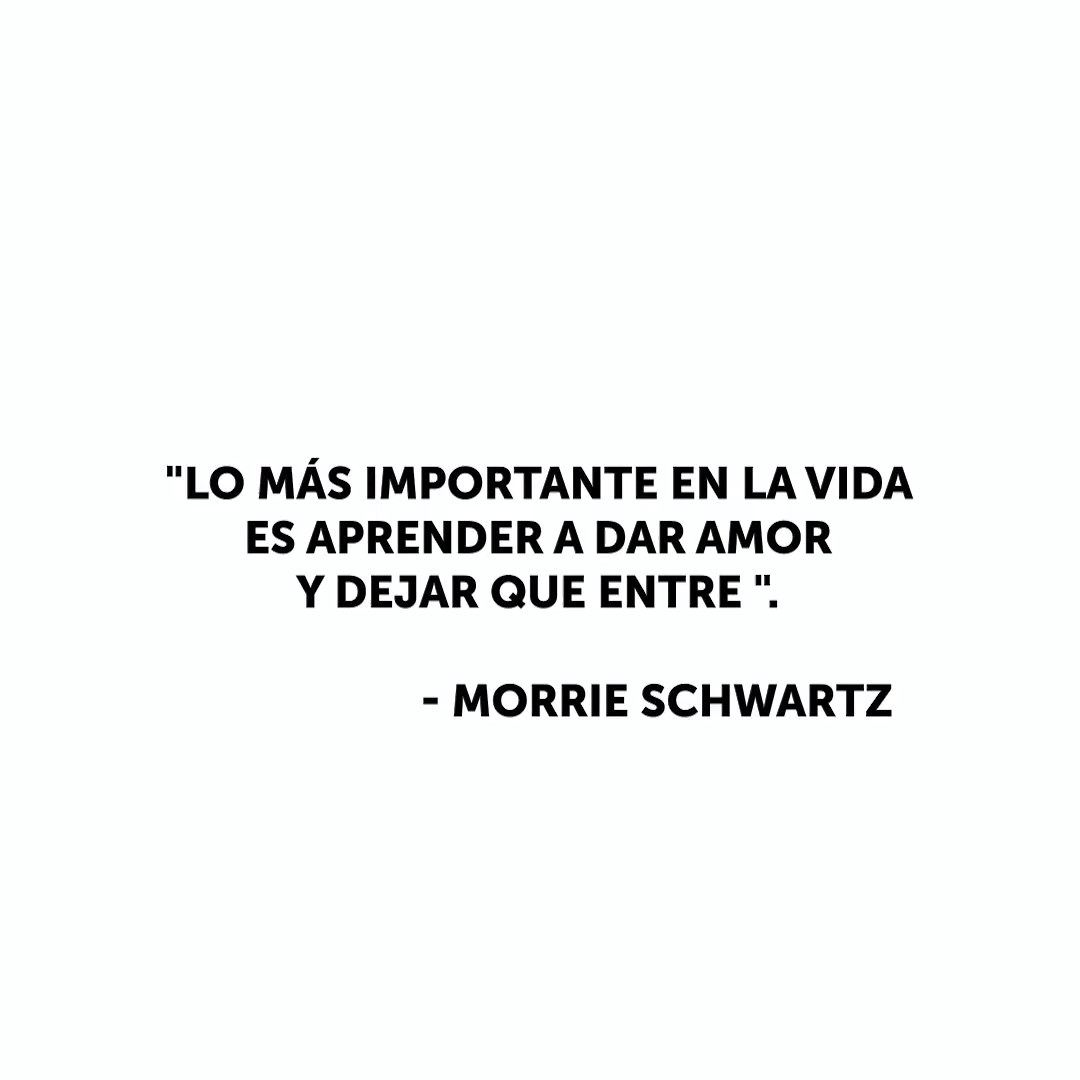 "LO MÁS IMPORTANTE EN LA VIDA
ES APRENDER A DAR AMOR
Y DEJAR QUE ENTRE ".
- MORRIE SCHWARTZ